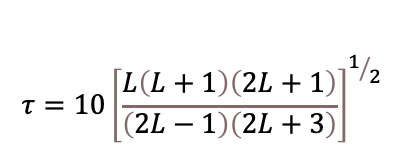 τ = 10 [L(L + 1)(2L + 1) / (2L − 1)(2L + 3)]^1/2